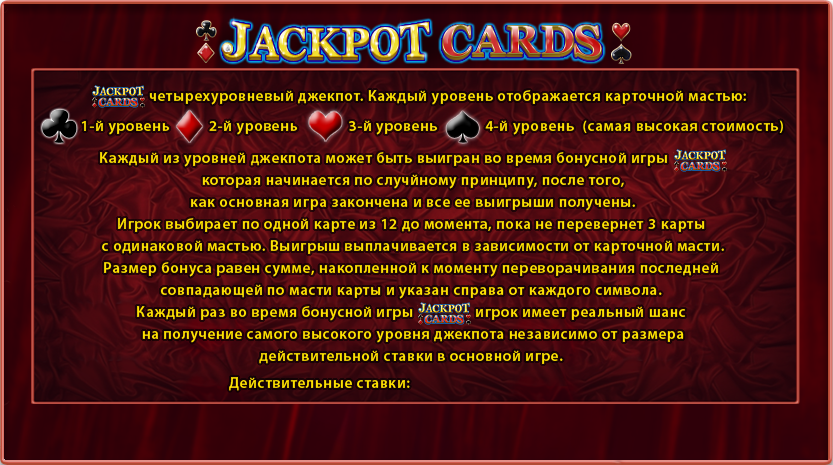 JACKPOT CARDS
JACKPOT CARDS четырехуровневый джекпот. Каждый уровень отображается карточной мастью:
1-й уровень 2-й уровень 3-й уровень 4-й уровень (самая высокая стоимость)
Каждый из уровней джекпота может быть выигран во время бонусной игры JACKPOT CARDS
которая начинается по случйному принципу, после того,
как основная игра закончена и все ее выигрыши получены.
Игрок выбирает по одной карте из 12 до момента, пока не перевернет 3 карты
с одинаковой мастью. Выигрыш выплачивается в зависимости от карточной масти.
Размер бонуса равен сумме, накопленной к моменту переворачивания последней
совпадающей по масти карты и указан справа от каждого символа.
Каждый раз во время бонусной игры JACKPOT CARDS игрок имеет реальный шанс
на получение самого высокого уровня джекпота независимо от размера
действительной ставки в основной игре.
Действительные ставки: